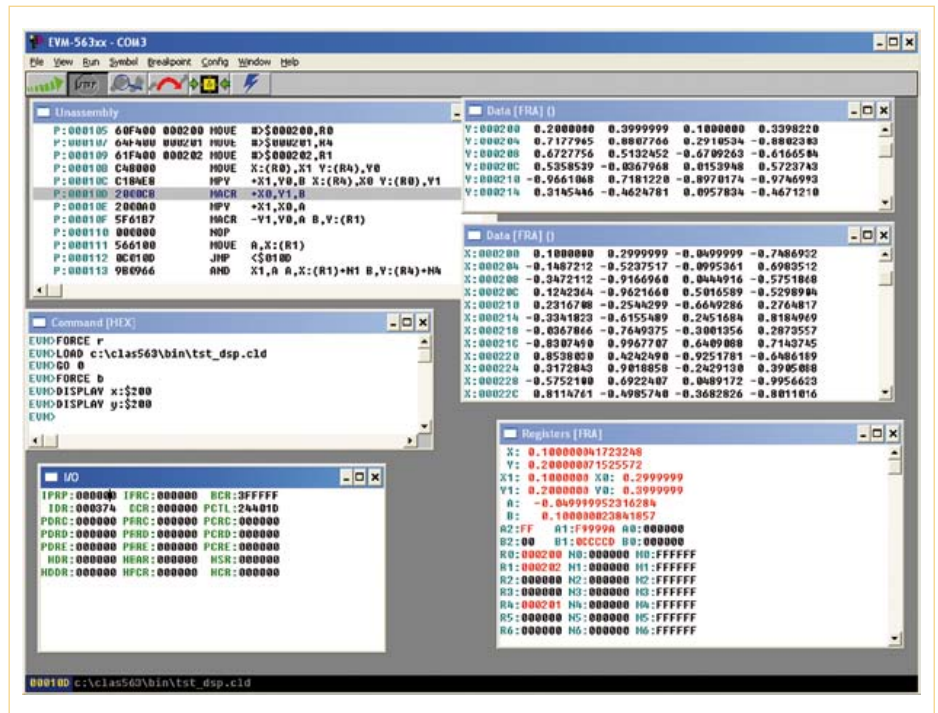 EVM-563xx - COM3
File View Run Symbol Breakpoint Config Window Help
Unassembly
P:000105 60F400 000200 MOVE #>$000200,R0
P:000107 64F400 000201 MOVE #>$000201,R4
P:000109 61F400 000202 MOVE #>$000202,R1
P:00010B C48000 MOVE X:(R0),X1 Y:(R4),Y0
P:00010C C184E8 MPY +X1,Y0,B X:(R4),X0 Y:(R0),Y1
P:00010D 2000CB MACR +X0,Y1,B
P:00010E 2000A0 MPY +X1,X0,A
P:00010F 5F61B7 MACR -Y1,Y0,A B,Y:(R1)
P:000110 000000 NOP
P:000111 566100 MOVE A,X:(R1)
P:000112 0C010D JMP <$010D
P:000113 9B0966 AND X1,A A,X:(R1)+N1 B,Y:(R4)+N4
Data [FRA] ()
Y:000200 0.2000000 0.3999999 0.1000000 0.3398220
Y:000204 0.7177965 0.8807766 0.2910534 -0.8802383
Y:000208 0.6727756 0.5132452 -0.6709263 -0.6166584
Y:00020C 0.5358539 -0.0367968 0.0153948 0.5723743
Y:000210 -0.9661068 0.7181220 -0.8970174 -0.9746993
Y:000214 0.3145446 -0.4624781 0.0957834 -0.4671210
Data [FRA] ()
X:000200 0.1000000 0.2999999 -0.0499999 -0.7486932
X:000204 -0.1487212 -0.5237517 -0.0995361 0.6983512
X:000208 -0.3472112 -0.9166960 0.0444916 -0.5751868
X:00020C 0.1242364 -0.9621660 0.5016589 -0.5298984
X:000210 0.2316708 -0.2544299 -0.6649286 0.2764817
X:000214 -0.3341823 -0.6155489 0.2451684 0.8184969
X:000218 -0.0367866 -0.7649375 -0.3001356 0.2873557
X:00021C -0.8307490 0.9967707 0.6409088 0.7143745
X:000220 0.8538030 0.4242490 -0.9251781 -0.6486189
X:000224 0.3172843 0.9018858 -0.2429130 0.3905088
X:000228 -0.5752180 0.6922407 0.0489172 -0.9956623
X:00022C 0.8114761 -0.4985740 -0.3682826 -0.8011016
Command [HEX]
EVM>FORCE r
EVM>LOAD c:\clas563\bin\tst_dsp.cld
EVM>GO 0
EVM>FORCE b
EVM>DISPLAY x:$200
EVM>DISPLAY y:$200
EVM>
Registers [FRA]
X: 0.100000041723248
Y: 0.200000071525572
X1: 0.1000000 X0: 0.2999999
Y1: 0.2000000 Y0: 0.3999999
A: -0.049999952316284
B: 0.100000023841857
A2:FF A1:F9999A A0:000000
B2:00 B1:0CCCCD B0:000000
R0:000200 N0:000000 M0:FFFFFF
R1:000202 N1:000000 M1:FFFFFF
R2:000000 N2:000000 M2:FFFFFF
R3:000000 N3:000000 M3:FFFFFF
R4:000201 N4:000000 M4:FFFFFF
R5:000000 N5:000000 M5:FFFFFF
R6:000000 N6:000000 M6:FFFFFF
I/O
IPRP:000000 IPRC:000000 BCR:3FFFFF
IDR:000374 DCR:000000 PCTL:24401D
PDRC:000000 PRRC:000000 PCRC:000000
PDRD:000000 PRRD:000000 PCRD:000000
PDRE:000000 PRRE:000000 PCRE:000000
HDR:000000 HBAR:000000 HSR:000000
HDDR:000000 HPCR:000000 HCR:000000
00010D c:\clas563\bin\tst_dsp.cld